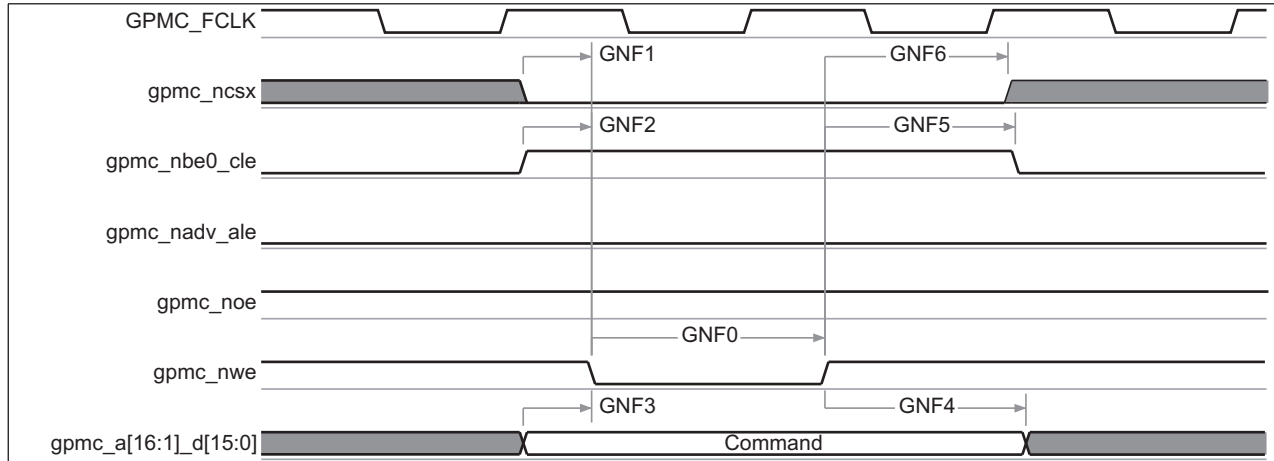 GPMC_FCLK
GNF1
GNF6
gpmc_ncsx
GNF2
GNF5
gpmc_nbe0_cle
gpmc_nadv_ale
gpmc_noe
GNF0
gpmc_nwe
GNF3
GNF4
gpmc_a[16:1]_d[15:0]
Command